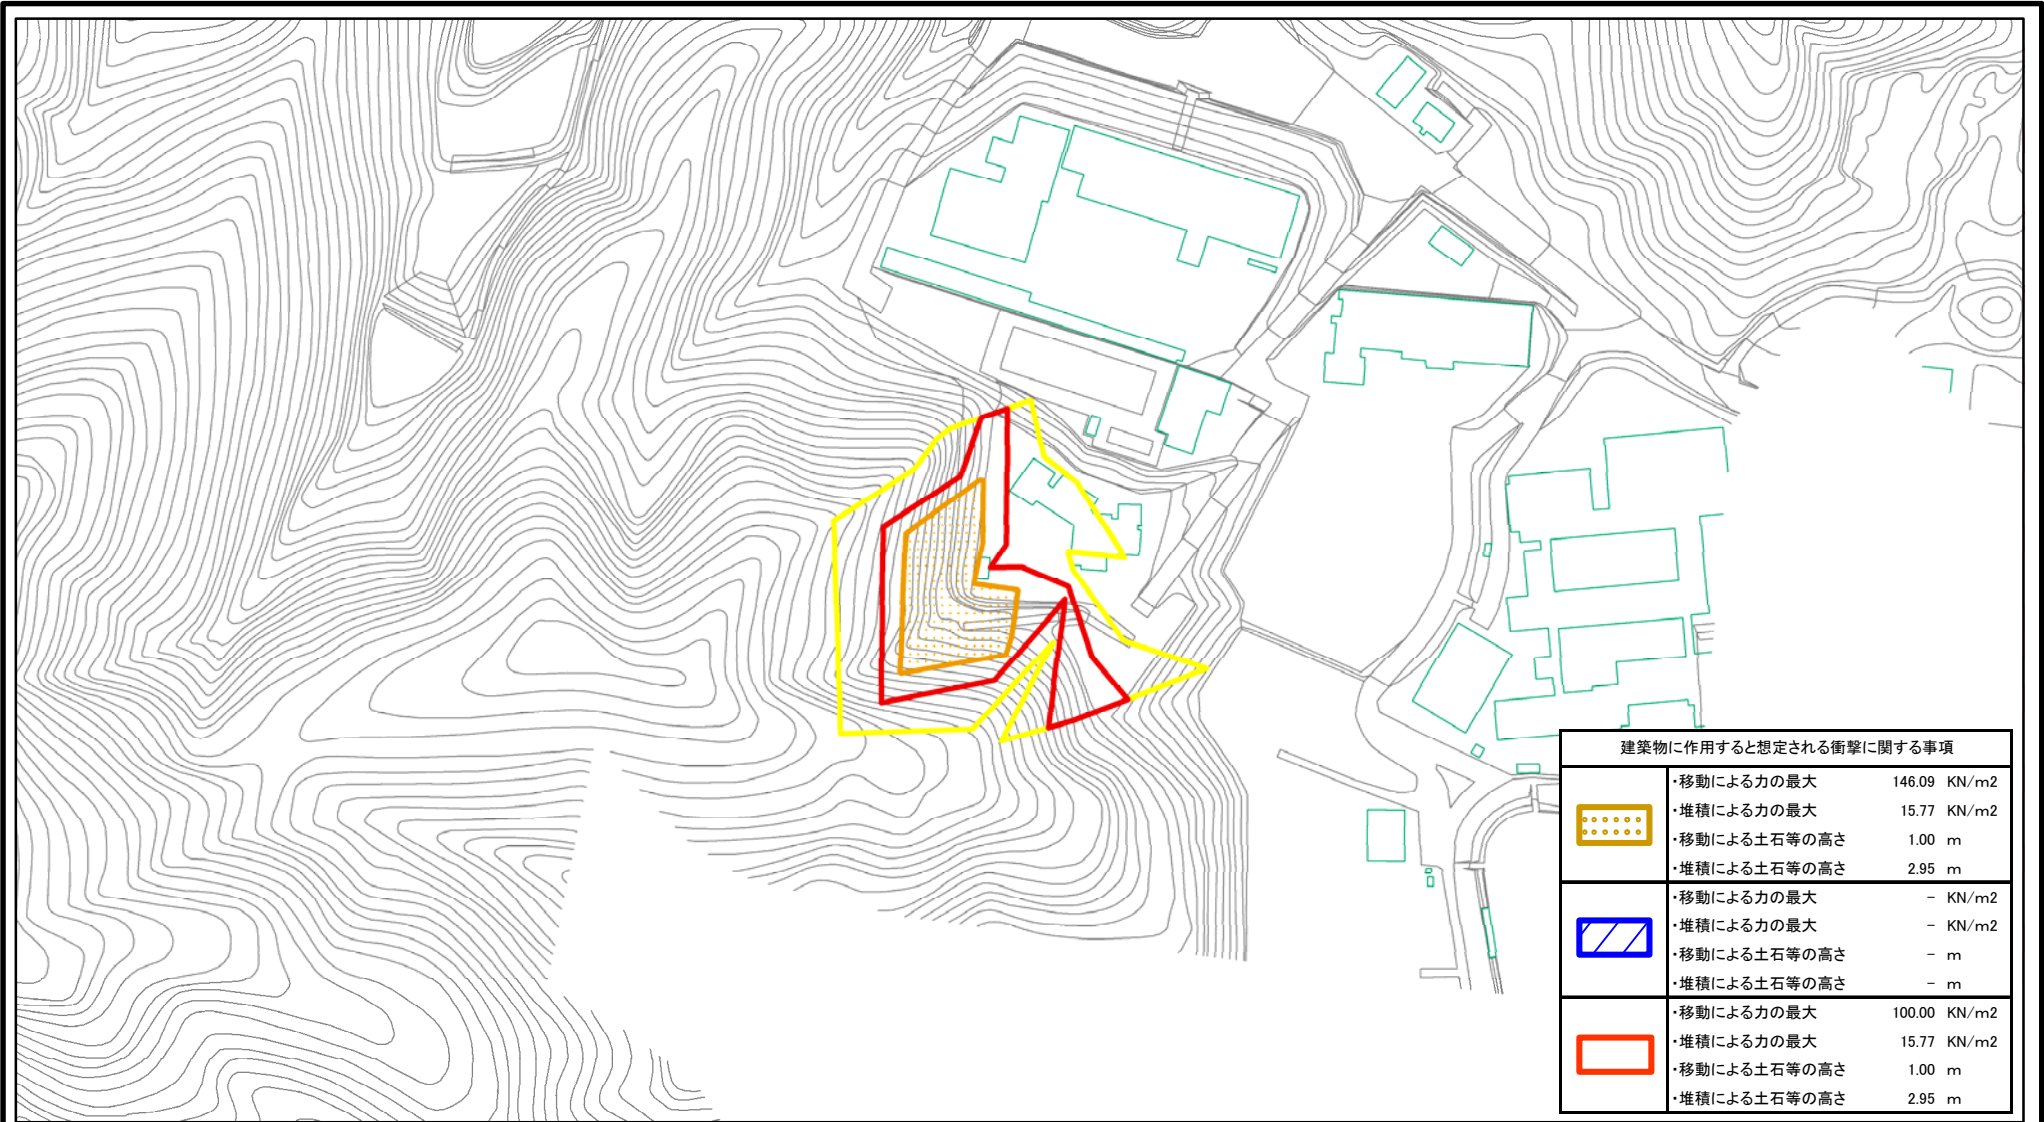 建築物に作用すると想定される衝撃に関する事項
・移動による力の最大 146.09 KN/m2
・堆積による力の最大 15.77 KN/m2
・移動による土石等の高さ 1.00 m
・堆積による土石等の高さ 2.95 m
・移動による力の最大 - KN/m2
・堆積による力の最大 - KN/m2
・移動による土石等の高さ - m
・堆積による土石等の高さ - m
・移動による力の最大 100.00 KN/m2
・堆積による力の最大 15.77 KN/m2
・移動による土石等の高さ 1.00 m
・堆積による土石等の高さ 2.95 m